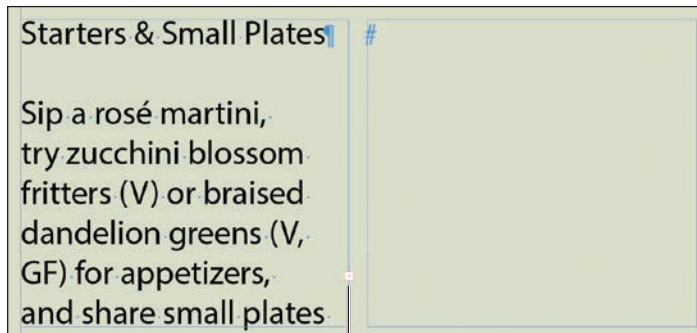 Starters & Small Plates¶
#
Sip a rosé martini,
try zucchini blossom
fritters (V) or braised
dandelion greens (V,
GF) for appetizers,
and share small plates